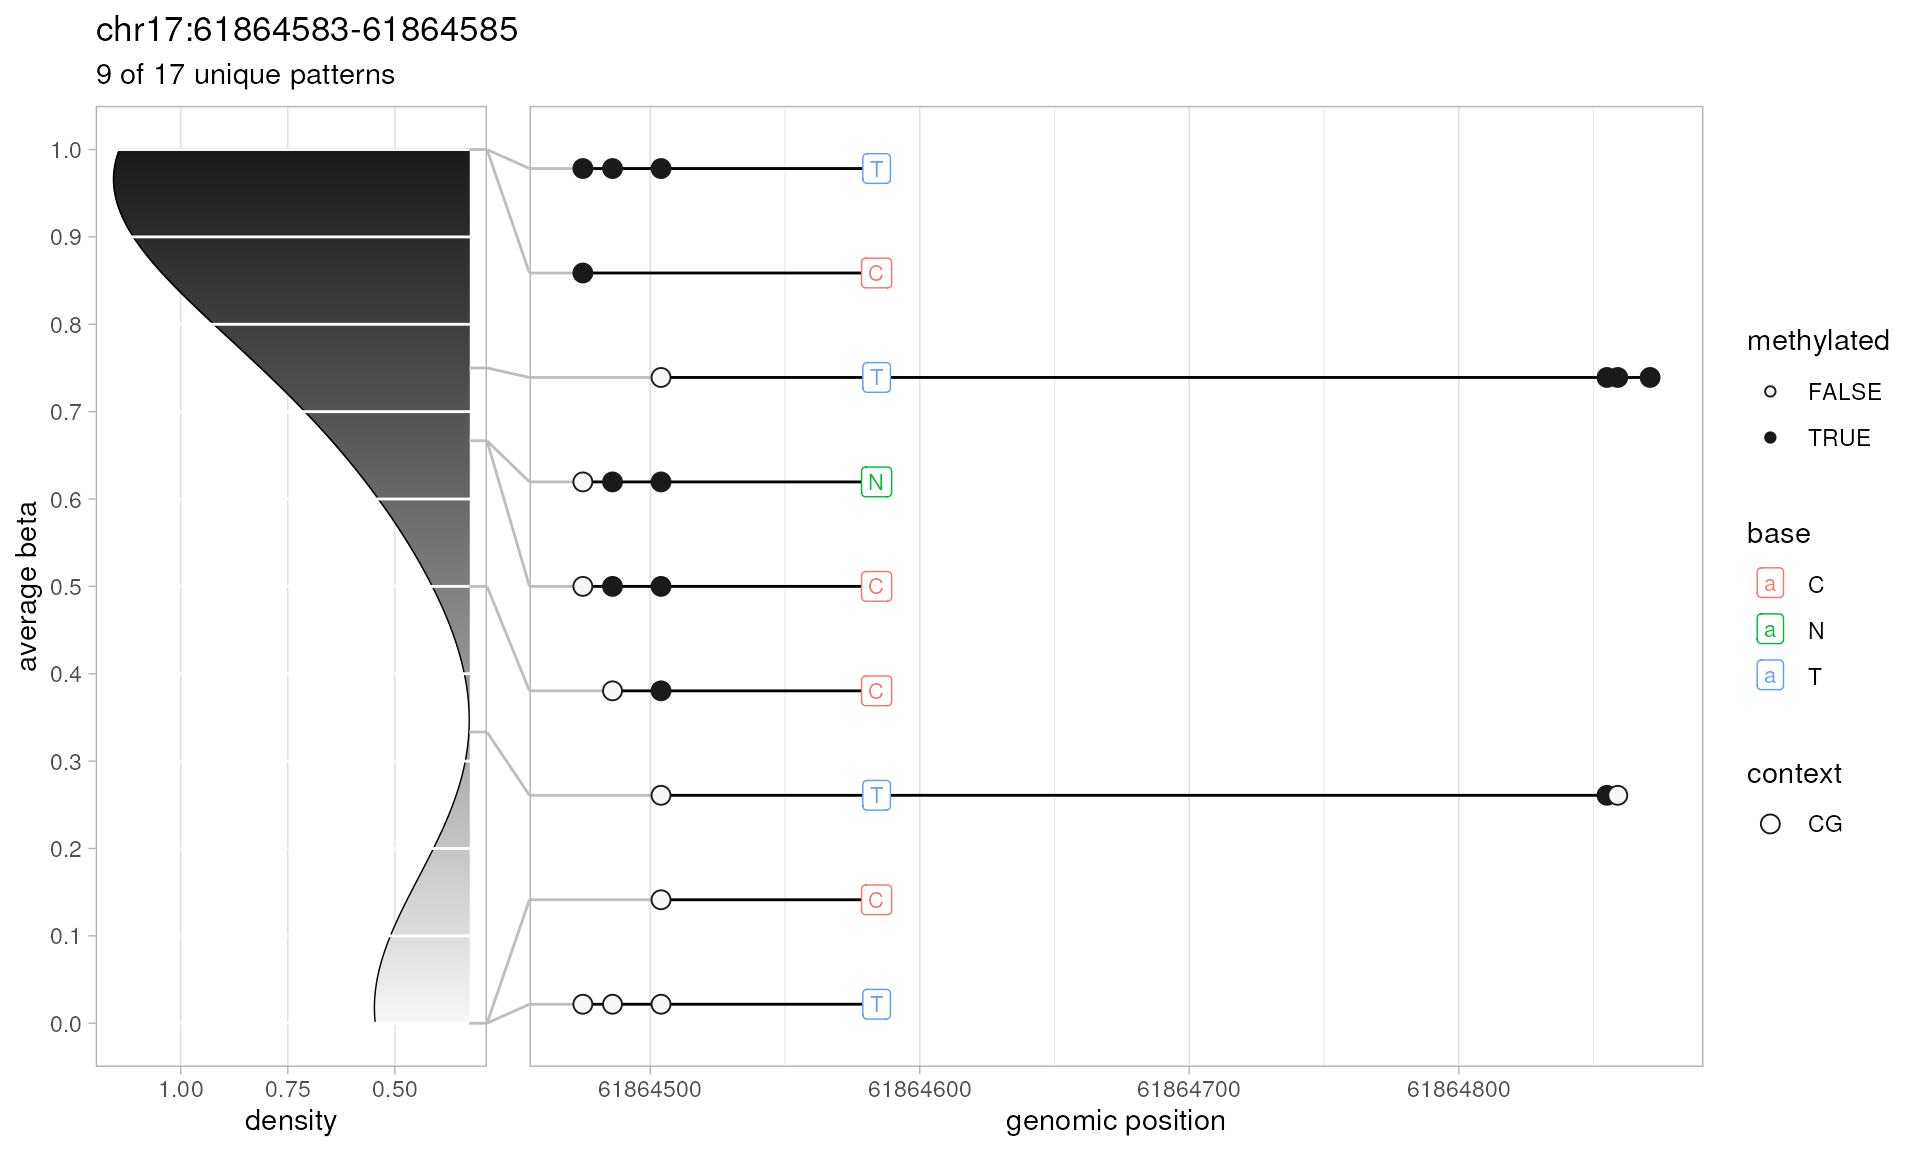 chr17:61864583-61864585
9 of 17 unique patterns
average beta
1.0
0.9
0.8
0.7
0.6
0.5
0.4
0.3
0.2
0.1
0.0
1.00 0.75 0.50
density
T
C
T
N
C
C
T
C
T
61864500 61864600 61864700 61864800
genomic position
methylated
FALSE
TRUE
base
a C
a N
a T
context
CG